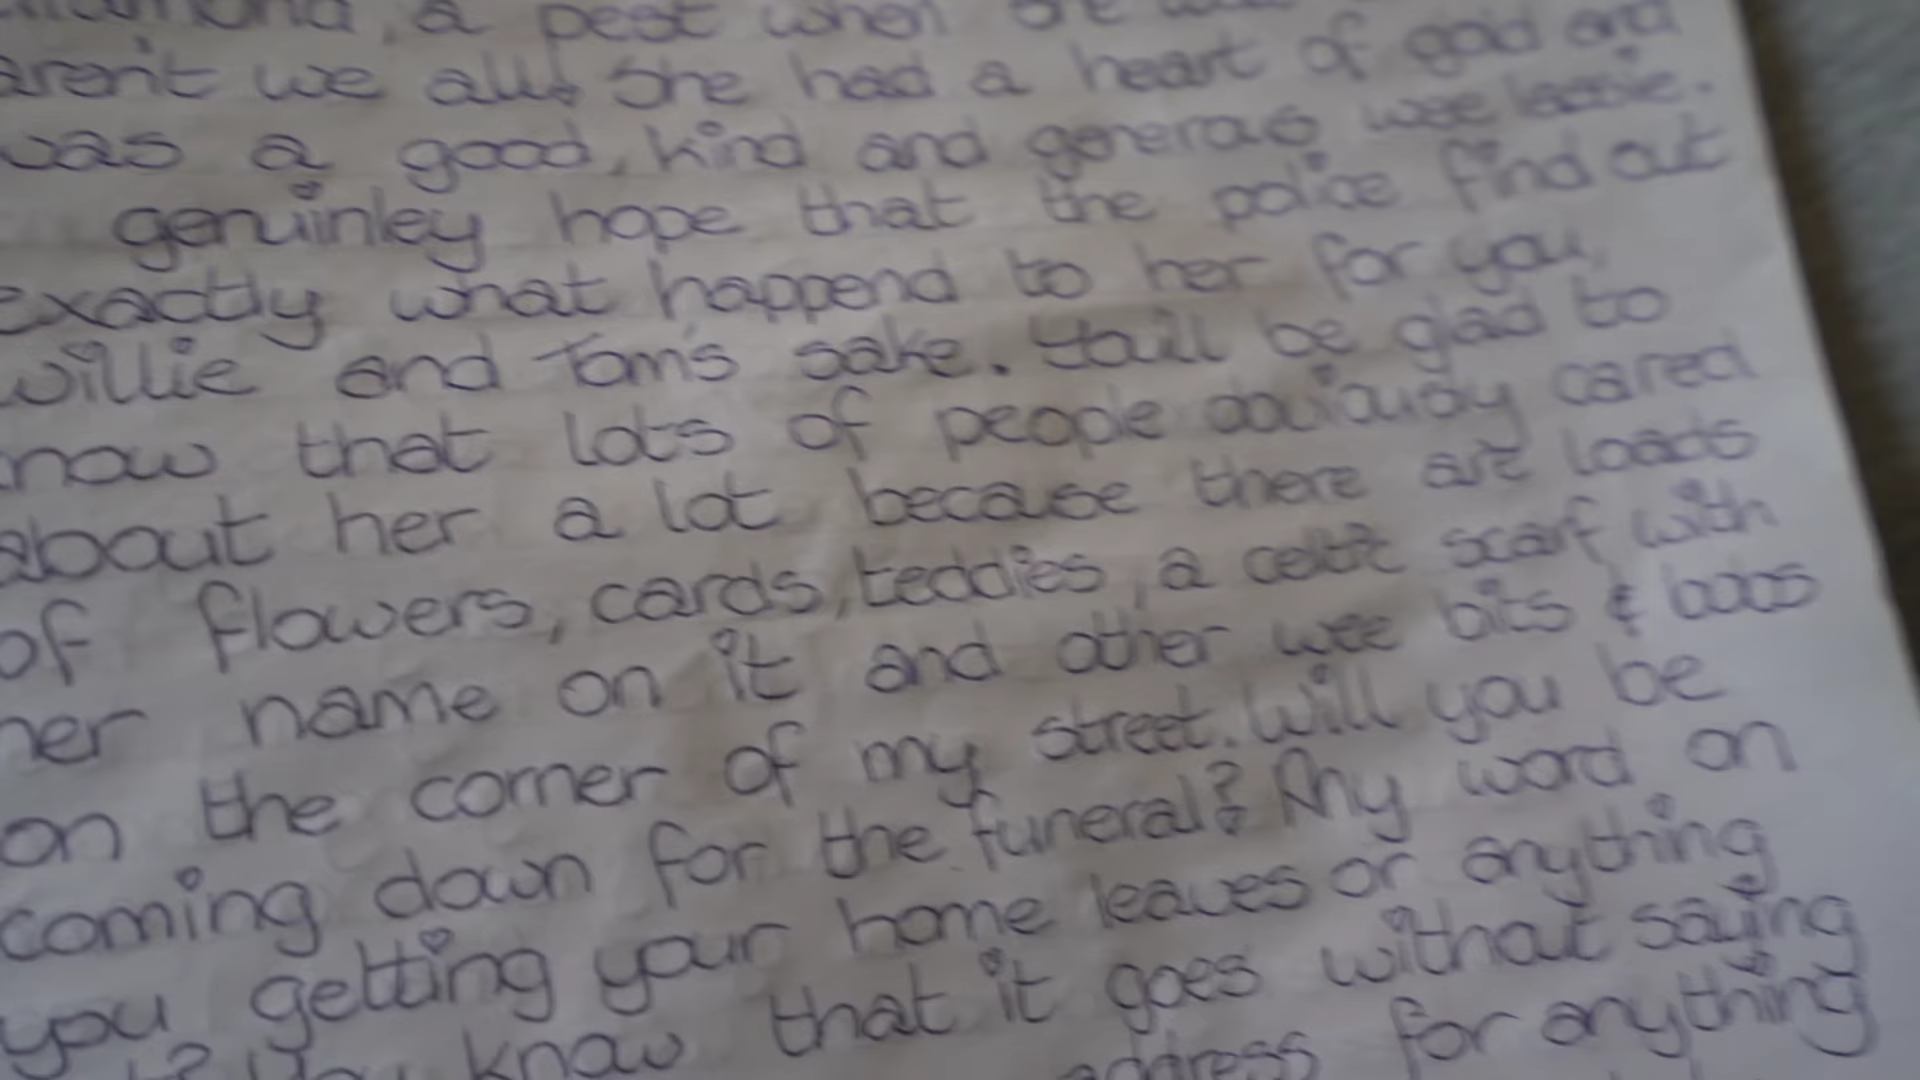 a pest when
aren't we all! She had a heart of gold and
was a good, kind and generous wee lassie.
genuinley hope that the police find out
exactly what happend to her for you,
willie and Tom's sake. You'll be glad to
know that lots of people obviously cared
about her a lot because there are loads
of flowers, cards, teddies, a celtic scarf with
her name on it and other wee bits & bobs
on the corner of my street. Will you be
coming down for the funeral? Any word on
you getting your home leaves or anything
? You know that it goes without saying
address for anything